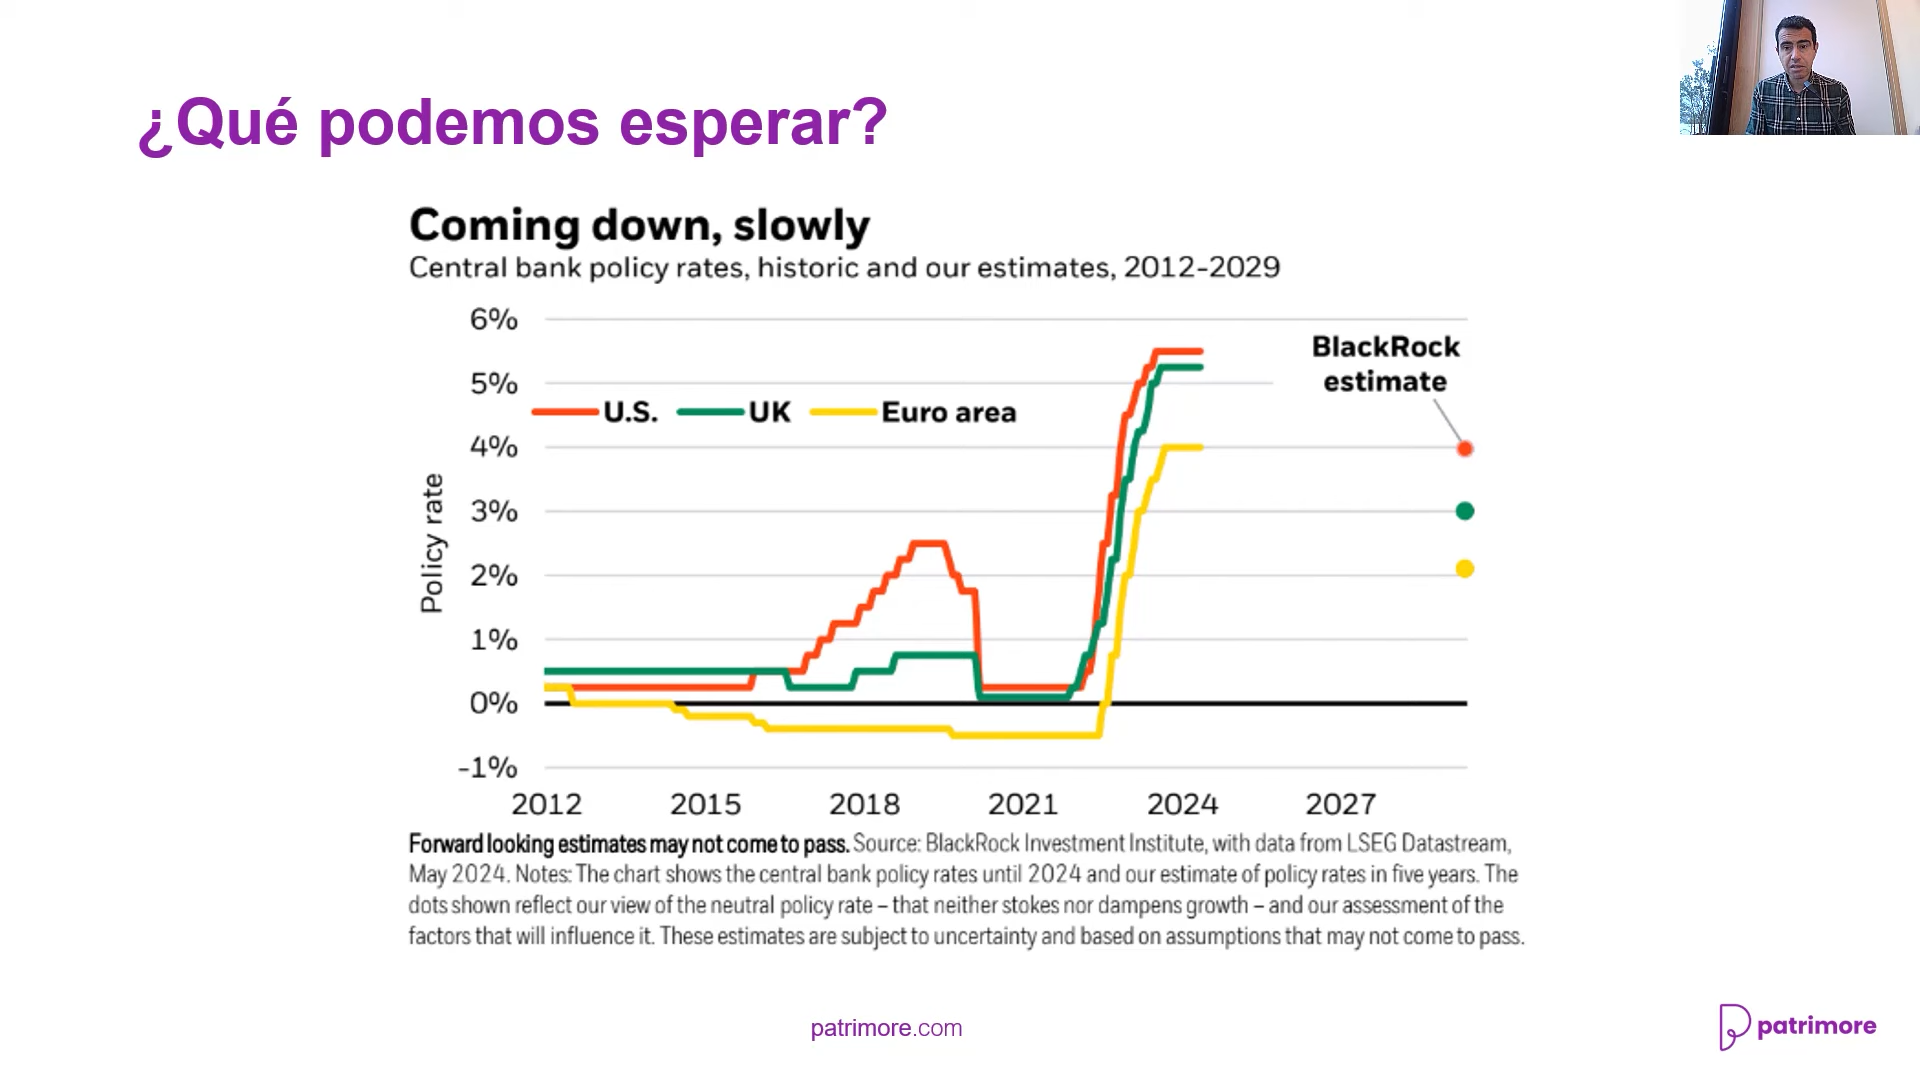 ¿Qué podemos esperar?
Coming down, slowly
Central bank policy rates, historic and our estimates, 2012-2029
6%
BlackRock
estimate
5%
U.S. UK Euro area
4%
Policy rate
3%
2%
1%
0%
-1%
2012 2015 2018 2021 2024 2027
Forward looking estimates may not come to pass. Source: BlackRock Investment Institute, with data from LSEG Datastream,
May 2024. Notes: The chart shows the central bank policy rates until 2024 and our estimate of policy rates in five years. The
dots shown reflect our view of the neutral policy rate – that neither stokes nor dampens growth – and our assessment of the
factors that will influence it. These estimates are subject to uncertainty and based on assumptions that may not come to pass.
patrimore.com
patrimore